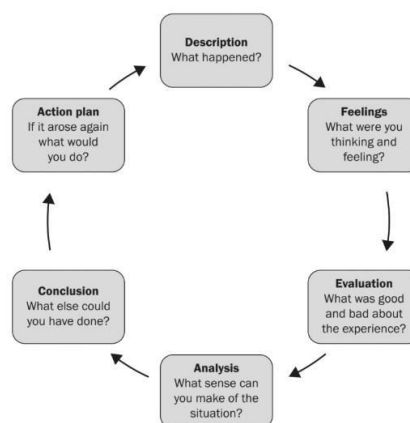 Description
What happened?
Feelings
What were you
thinking and
feeling?
Evaluation
What was good
and bad about
the experience?
Analysis
What sense can
you make of the
situation?
Conclusion
What else could
you have done?
Action plan
If it arose again
what would
you do?